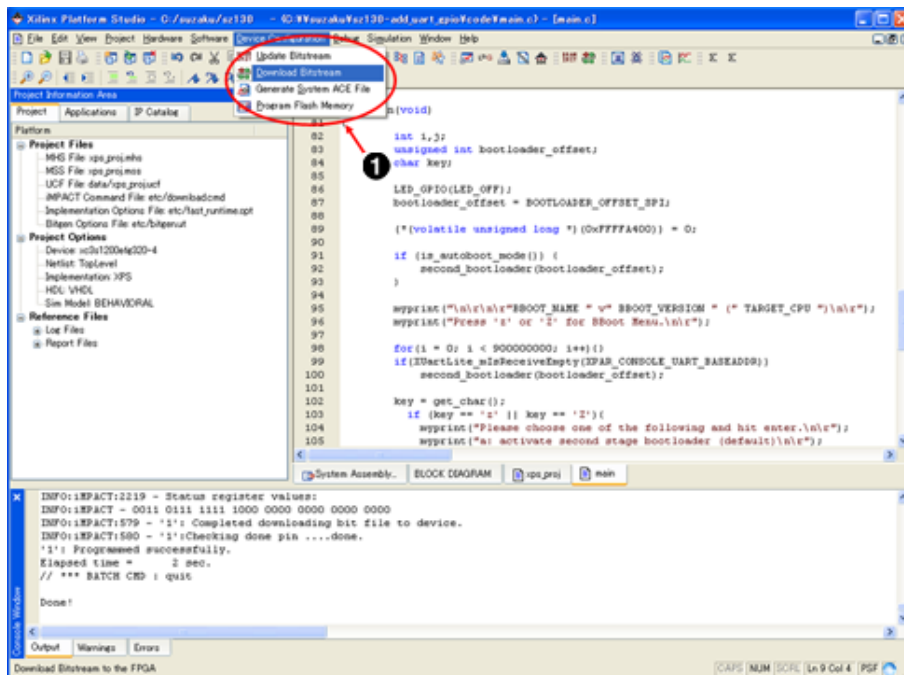 Xilinx Platform Studio - C:/suzaku/sz130 - (D:¥¥suzaku¥sz130-add_uart_gpio¥code¥main.c) - [main.c]
File Edit View Project Hardware Software Device Configuration Debug Simulation Window Help
Update Bitstream
Download Bitstream
Generate System ACE File
Program Flash Memory
1
Project Information Area
Project Applications IP Catalog
Platform
Project Files
MHS File: xps_proj.mhs
MSS File: xps_proj.mss
UCF File: data/xps_proj.ucf
iMPACT Command File: etc/download.cmd
Implementation Options File: etc/fast_runtime.opt
Bitgen Options File: etc/bitgen.ut
Project Options
Device: xc3s1200efg320-4
Netlist: TopLevel
Implementation: XPS
HDL: VHDL
Sim Model: BEHAVIORAL
Reference Files
Log Files
Report Files
n(void)
81
82 int i,j;
83 unsigned int bootloader_offset;
84 char key;
85
86 LED_GPIO(LED_OFF);
87 bootloader_offset = BOOTLOADER_OFFSET_SPI;
88
89 (*(volatile unsigned long *)(0xFFFFA400)) = 0;
90
91 if (is_autoboot_mode()) {
92 second_bootloader(bootloader_offset);
93 }
94
95 myprint("\n\r\n\r"BBOOT_NAME " v" BBOOT_VERSION " (" TARGET_CPU ")\n\r");
96 myprint("Press 'z' or 'Z' for BBoot Menu.\n\r");
97
98 for(i = 0; i < 900000000; i++){}
99 if(XUartLite_mIsReceiveEmpty(XPAR_CONSOLE_UART_BASEADDR))
100 second_bootloader(bootloader_offset);
101
102 key = get_char();
103 if (key == 'z' || key == 'Z'){
104 myprint("Please choose one of the following and hit enter.\n\r");
105 myprint("a: activate second stage bootloader (default)\n\r");
System Assembly... BLOCK DIAGRAM xps_proj main
INFO:iMPACT:2219 - Status register values:
INFO:iMPACT - 0011 0111 1111 1000 0000 0000 0000 0000
INFO:iMPACT:579 - '1': Completed downloading bit file to device.
INFO:iMPACT:580 - '1':Checking done pin ....done.
'1': Programmed successfully.
Elapsed time = 2 sec.
// *** BATCH CMD : quit
Done!
Console Window
Output Warnings Errors
Download Bitstream to the FPGA
CAPS NUM SCRL Ln 9 Col 4 PSF